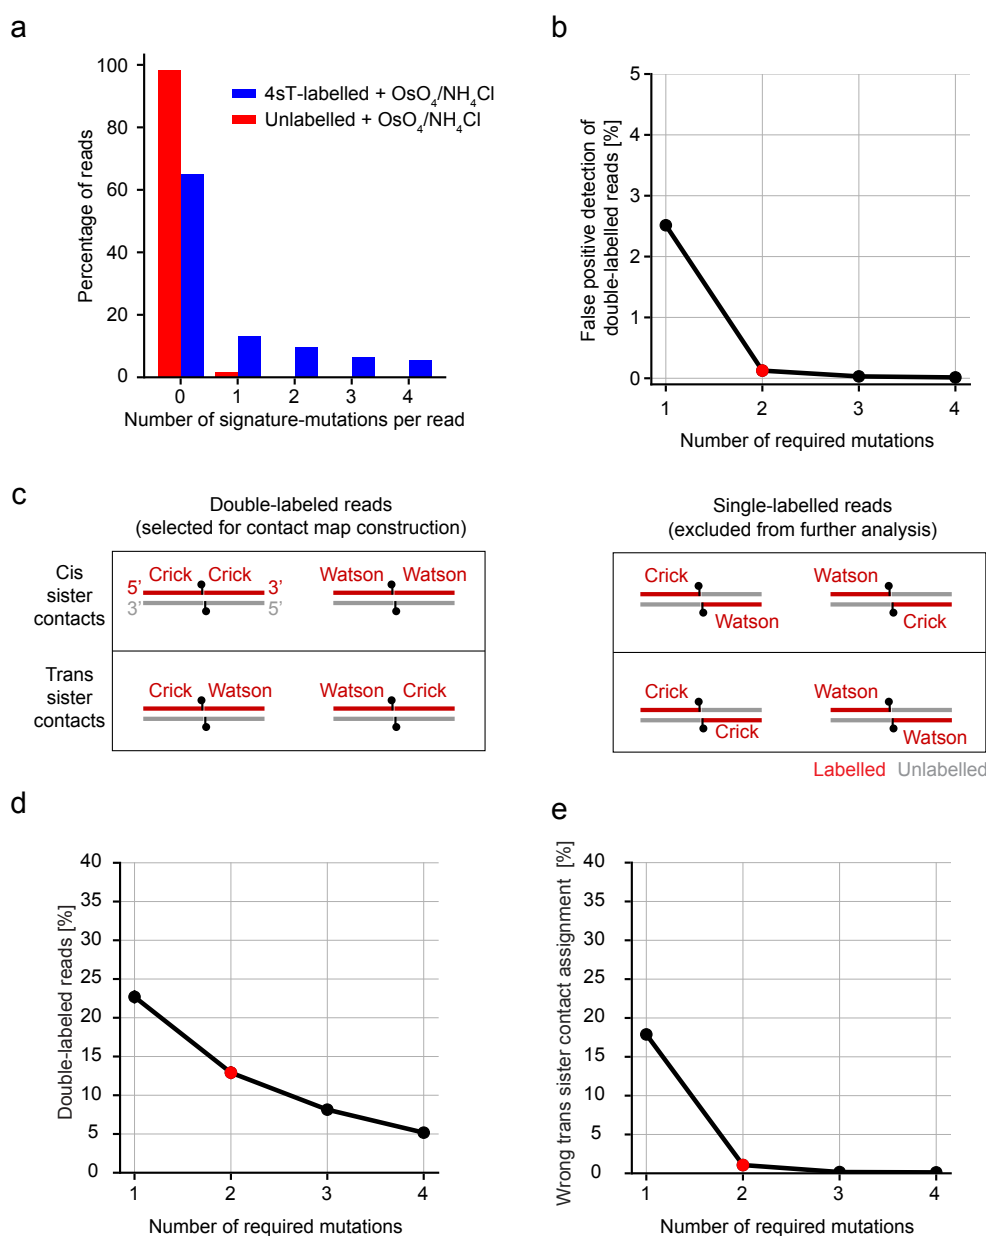 a
100
80
60
40
20
0
Percentage of reads
4sT-labelled + OsO4/NH4Cl
Unlabelled + OsO4/NH4Cl
0 1 2 3 4
Number of signature-mutations per read
b
5
4
3
2
1
0
False positive detection of
double-labelled reads [%]
1 2 3 4
Number of required mutations
c
Double-labeled reads
(selected for contact map construction)
Single-labelled reads
(excluded from further analysis)
Cis
sister
contacts
5’ Crick Crick 3’
3’ 5’
Watson Watson
Crick
Watson
Watson
Crick
Trans
sister
contacts
Crick Watson
Watson Crick
Crick
Crick
Watson
Watson
Labelled Unlabelled
d
40
35
30
25
20
15
10
5
0
Double-labeled reads [%]
1 2 3 4
Number of required mutations
e
40
35
30
25
20
15
10
5
0
Wrong trans sister contact assignment [%]
1 2 3 4
Number of required mutations